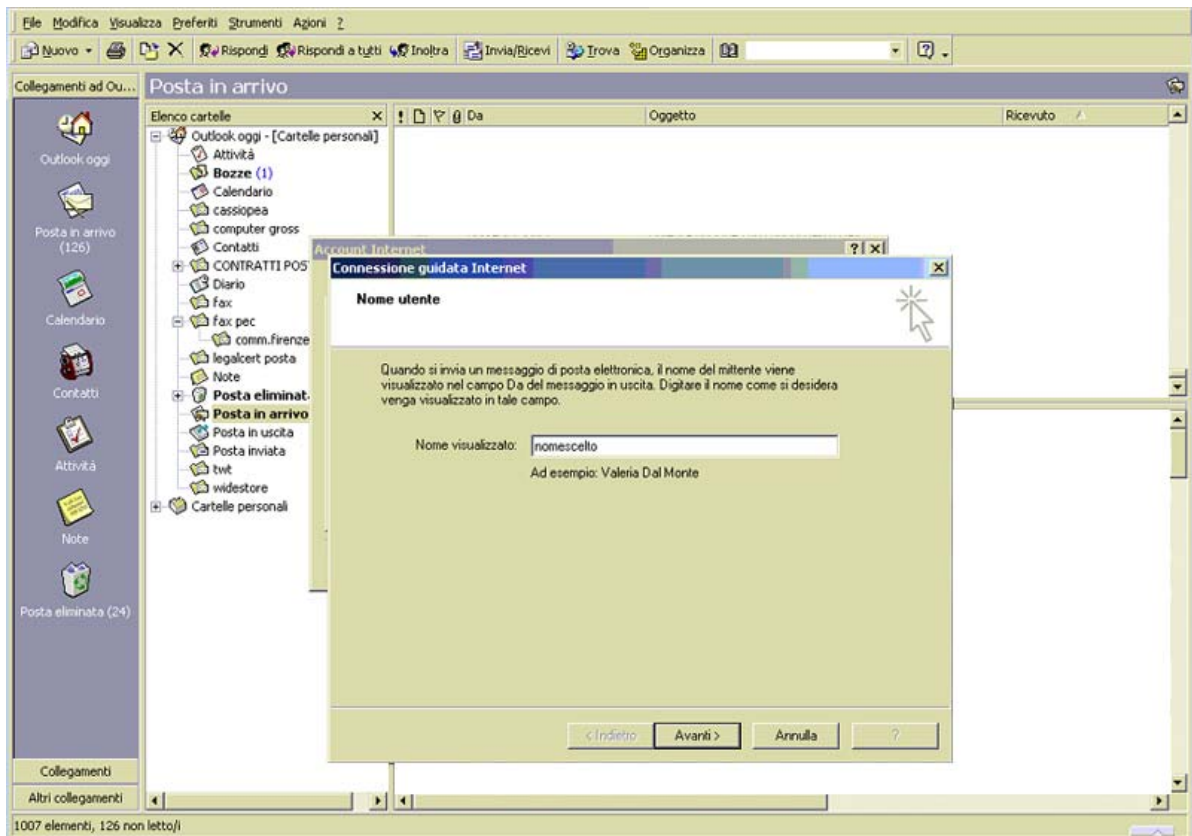 File Modifica Visualizza Preferiti Strumenti Azioni ?
Nuovo Rispondi Rispondi a tutti Inoltra Invia/Ricevi Trova Organizza
Collegamenti ad Ou... Posta in arrivo
Elenco cartelle Da Oggetto Ricevuto
Outlook oggi - [Cartelle personali]
Attività
Bozze (1)
Calendario
cassiopea
computer gross
Contatti
CONTRATTI POS
Diario
fax
fax pec
comm.firenze
legalcert posta
Note
Posta eliminat
Posta in arrivo
Posta in uscita
Posta inviata
twt
widestore
Cartelle personali
Outlook oggi
Posta in arrivo
(126)
Calendario
Contatti
Attività
Note
Posta eliminata (24)
Collegamenti
Altri collegamenti
Account Internet
Connessione guidata Internet
Nome utente
Quando si invia un messaggio di posta elettronica, il nome del mittente viene
visualizzato nel campo Da del messaggio in uscita. Digitare il nome come si desidera
venga visualizzato in tale campo.
Nome visualizzato: nomescelto
Ad esempio: Valeria Dal Monte
< Indietro Avanti > Annulla ?
1007 elementi, 126 non letto/i